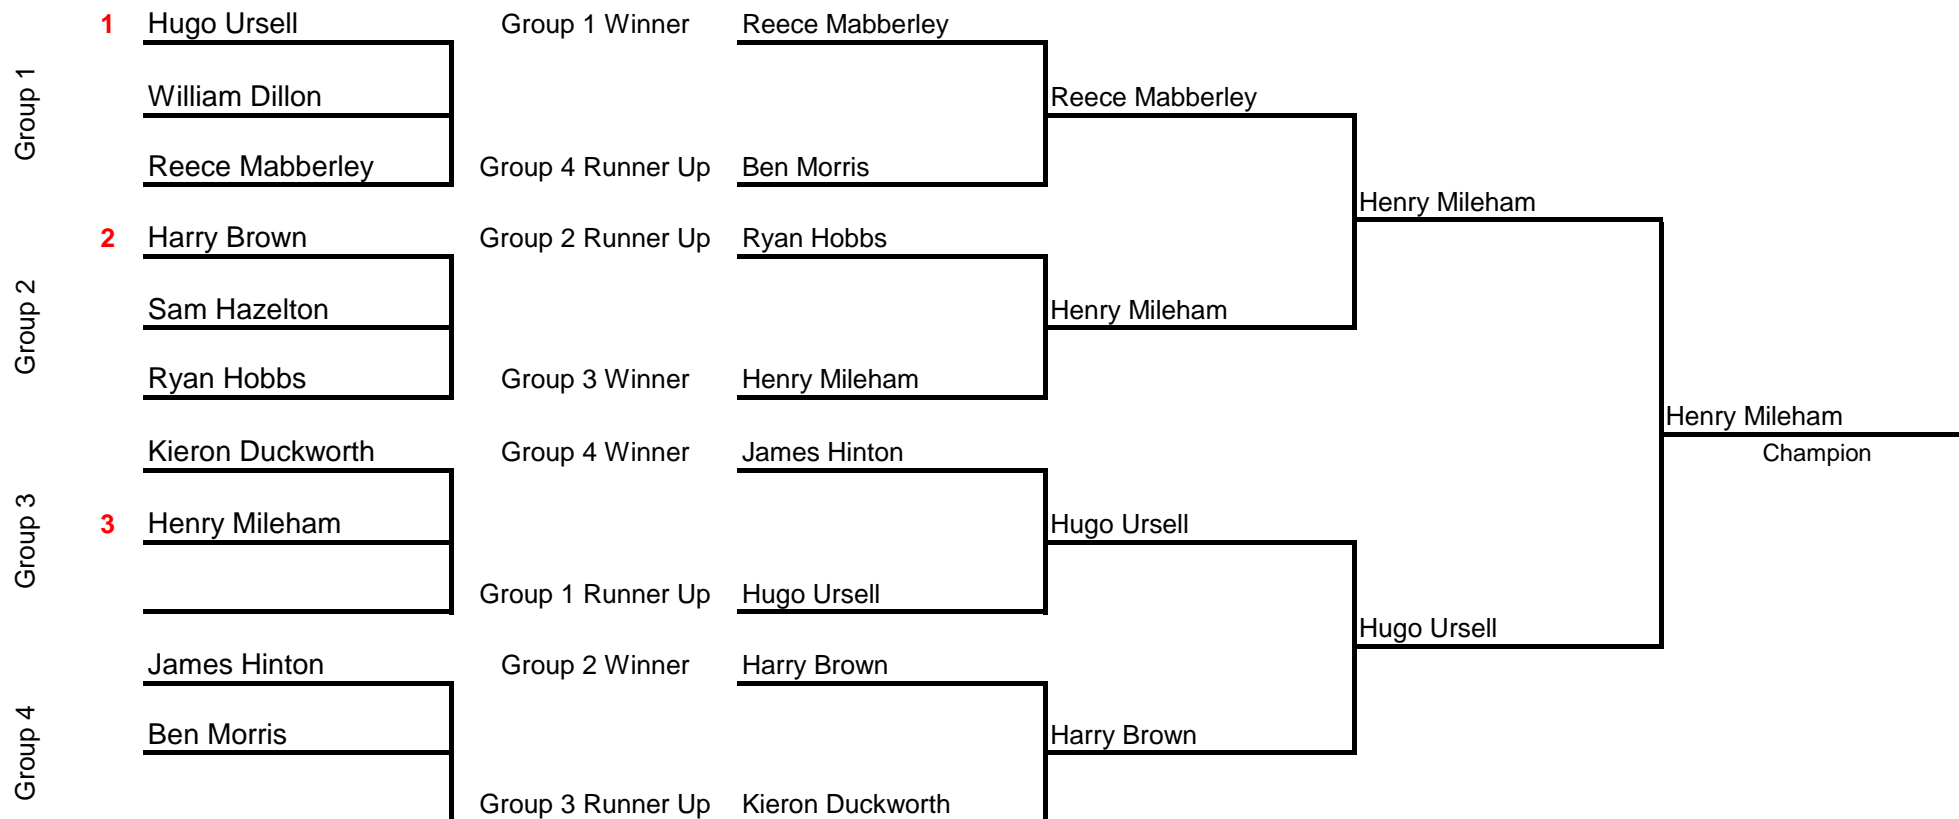 1 Hugo Ursell Group 1 Winner Reece Mabberley
Group 1
William Dillon Reece Mabberley
Reece Mabberley Group 4 Runner Up Ben Morris
Henry Mileham
2 Harry Brown Group 2 Runner Up Ryan Hobbs
Group 2
Sam Hazelton Henry Mileham
Ryan Hobbs Group 3 Winner Henry Mileham
Henry Mileham
Kieron Duckworth Group 4 Winner James Hinton Champion
Group 3
3 Henry Mileham Hugo Ursell
Group 1 Runner Up Hugo Ursell
Hugo Ursell
James Hinton Group 2 Winner Harry Brown
Group 4
Ben Morris Harry Brown
Group 3 Runner Up Kieron Duckworth